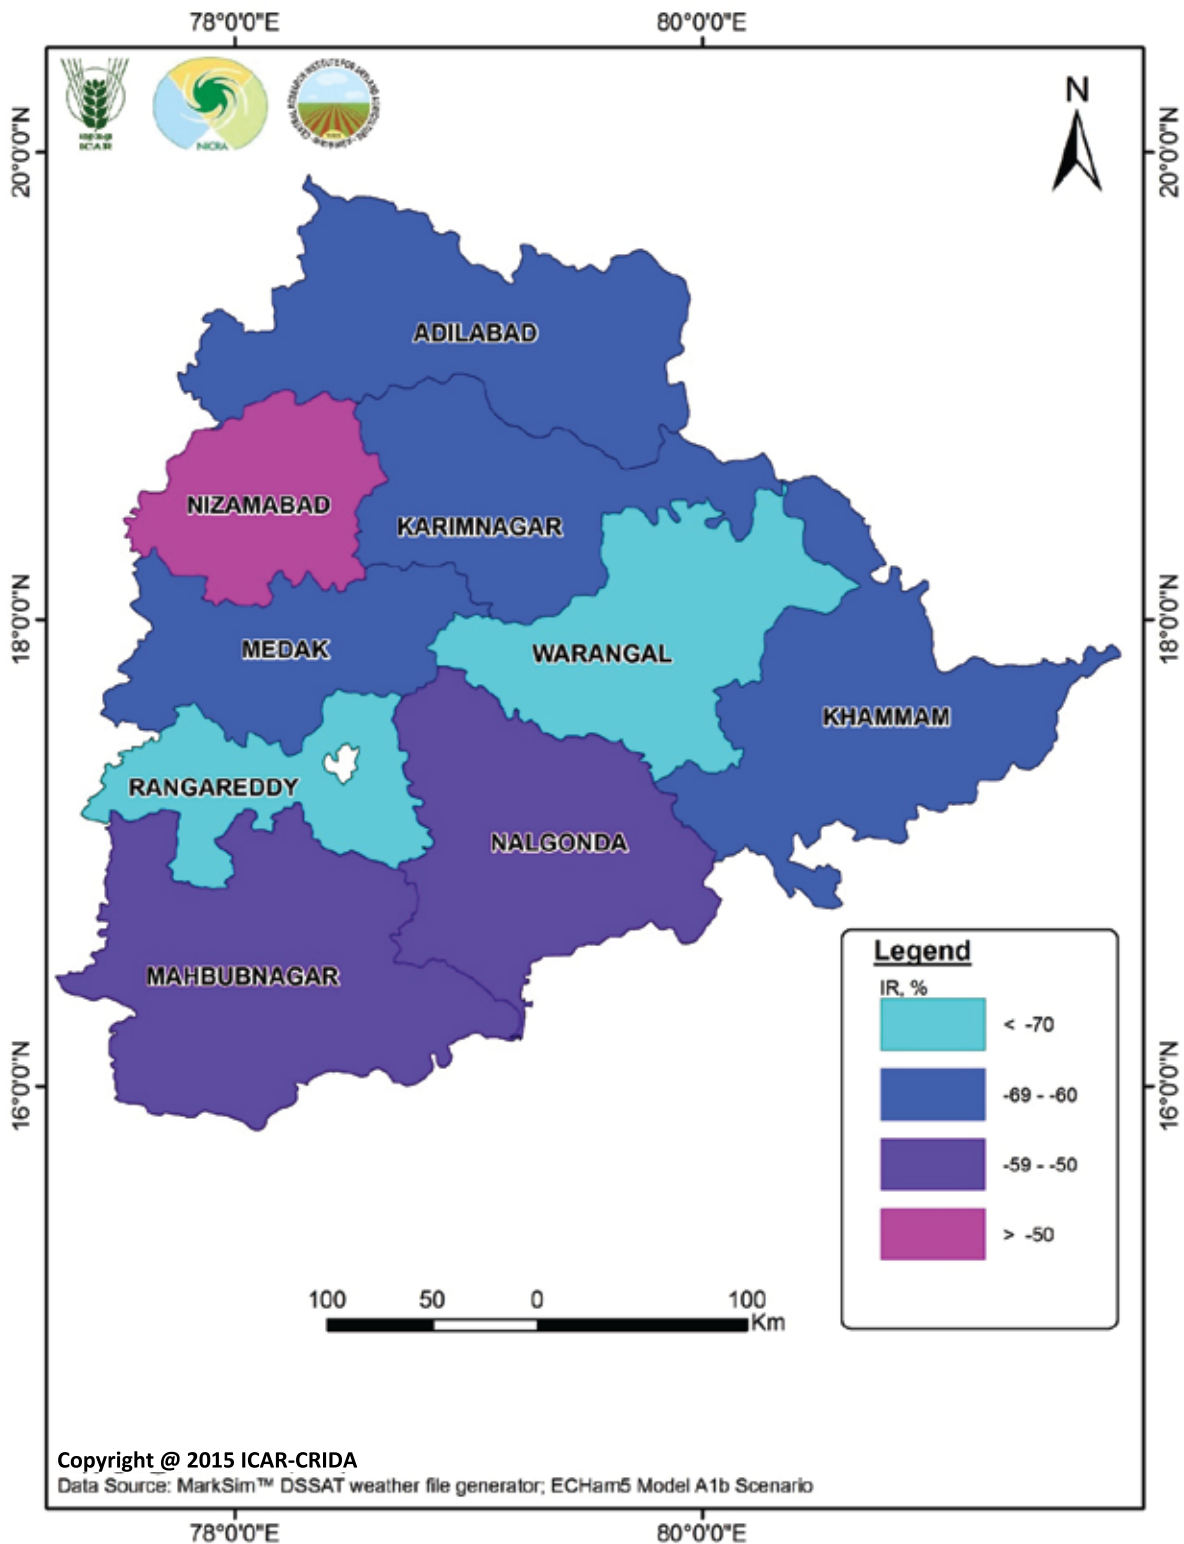 78°0'0"E 80°0'0"E
20°0'0"N
20°0'0"N
ICAR
NICRA
N
ADILABAD
NIZAMABAD
KARIMNAGAR
18°0'0"N
18°0'0"N
MEDAK
WARANGAL
KHAMMAM
RANGAREDDY
NALGONDA
MAHBUBNAGAR
16°0'0"N
16°0'0"N
Legend
IR, %
< -70
-69 - -60
-59 - -50
> -50
100 50 0 100
Km
Copyright @ 2015 ICAR-CRIDA
Data Source: MarkSim™ DSSAT weather file generator; ECHam5 Model A1b Scenario
78°0'0"E 80°0'0"E